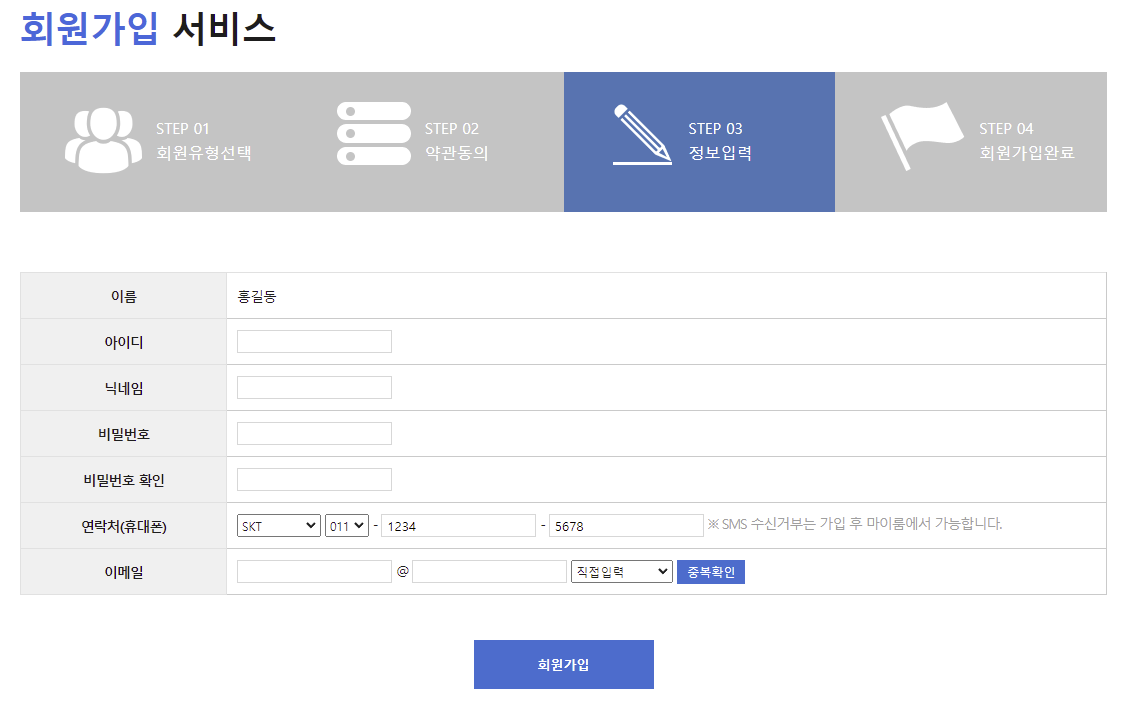 회원가입 서비스
STEP 01
회원유형선택
STEP 02
약관동의
STEP 03
정보입력
STEP 04
회원가입완료
이름 홍길동
아이디
닉네임
비밀번호
비밀번호 확인
연락처(휴대폰) SKT 011 - 1234 - 5678 ※ SMS 수신거부는 가입 후 마이룸에서 가능합니다.
이메일 @ 직접입력 중복확인
회원가입